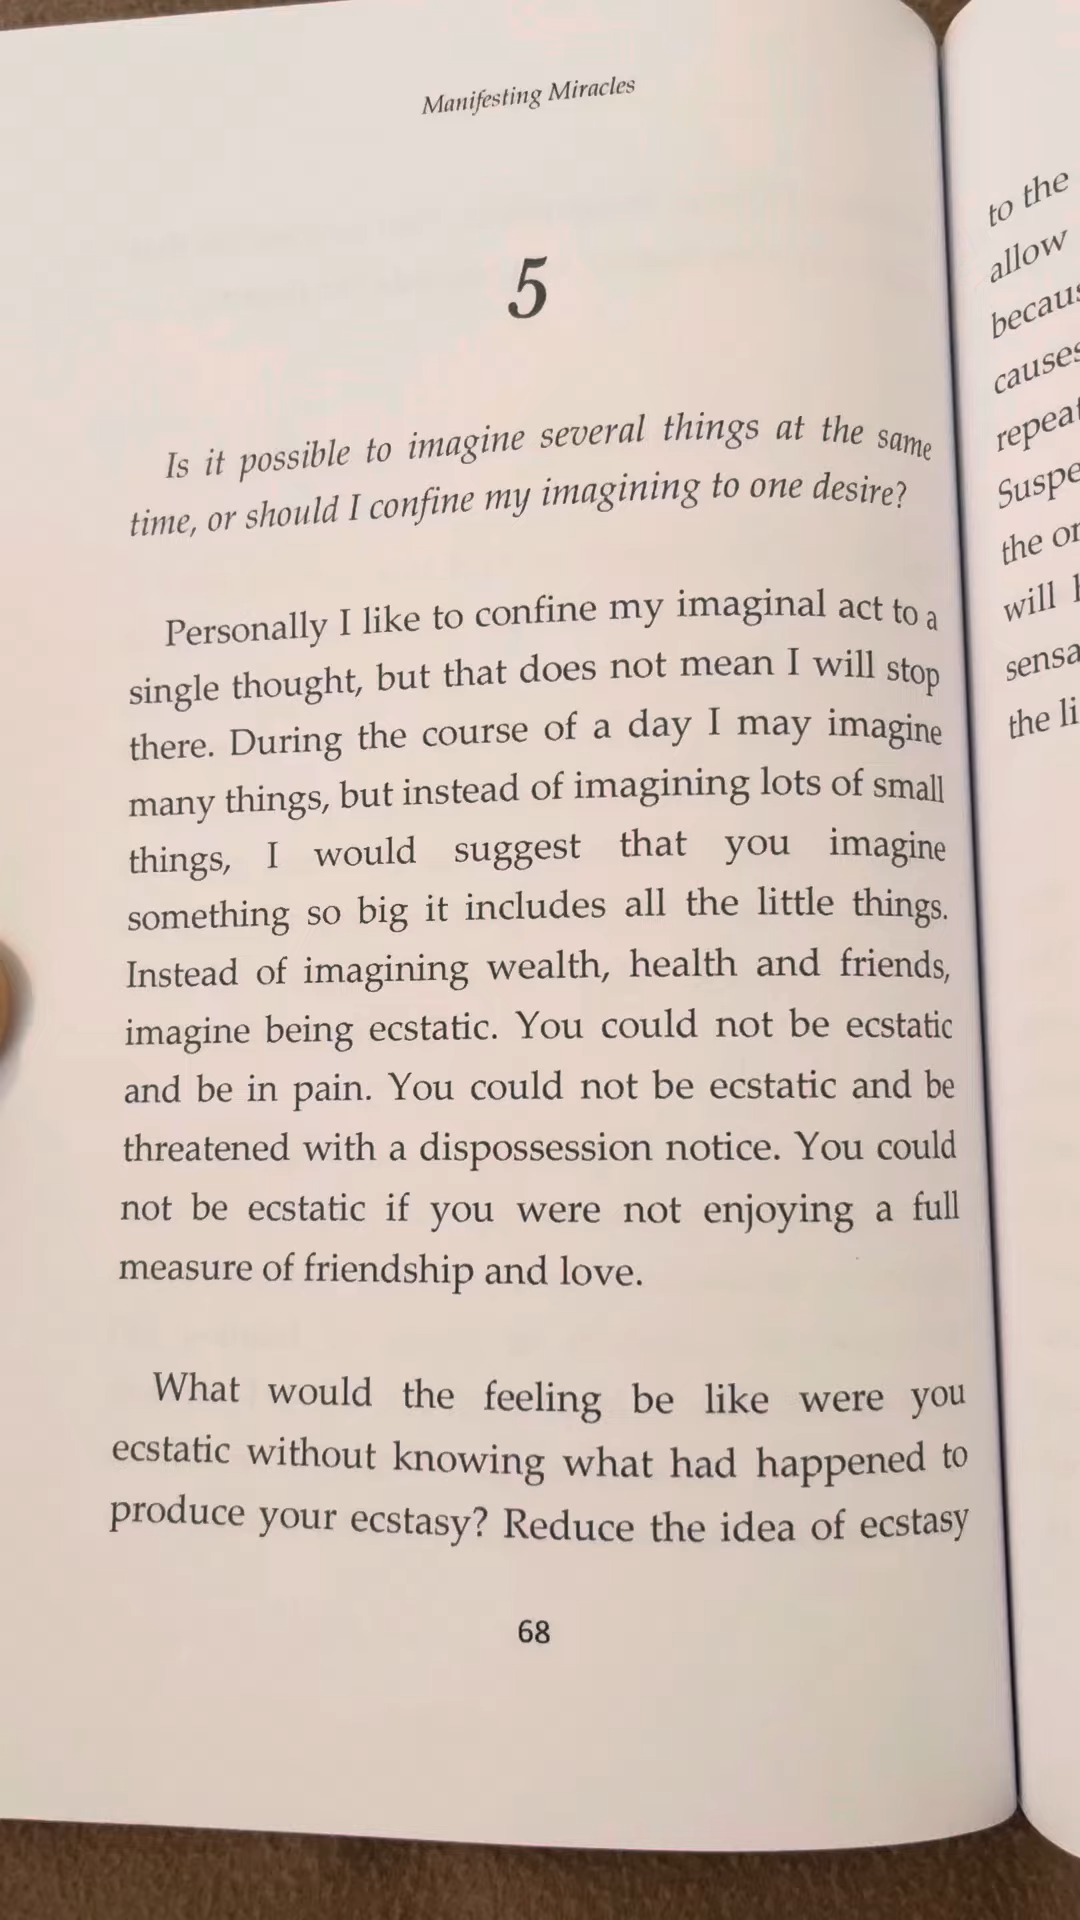 Manifesting Miracles
5
Is it possible to imagine several things at the same
time, or should I confine my imagining to one desire?
Personally I like to confine my imaginal act to a
single thought, but that does not mean I will stop
there. During the course of a day I may imagine
many things, but instead of imagining lots of small
things, I would suggest that you imagine
something so big it includes all the little things.
Instead of imagining wealth, health and friends,
imagine being ecstatic. You could not be ecstatic
and be in pain. You could not be ecstatic and be
threatened with a dispossession notice. You could
not be ecstatic if you were not enjoying a full
measure of friendship and love.
What would the feeling be like were you
ecstatic without knowing what had happened to
produce your ecstasy? Reduce the idea of ecstasy
68
to the
allow
causes
the
will
the